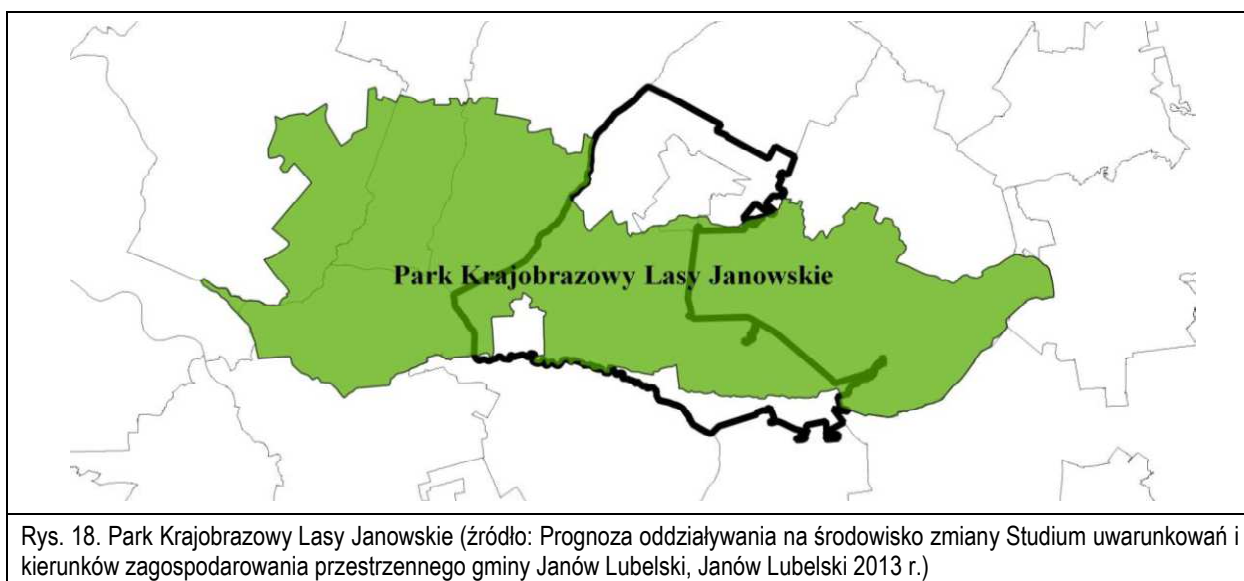 Park Krajobrazowy Lasy Janowskie
Rys. 18. Park Krajobrazowy Lasy Janowskie (źródło: Prognoza oddziaływania na środowisko zmiany Studium uwarunkowań i
kierunków zagospodarowania przestrzennego gminy Janów Lubelski, Janów Lubelski 2013 r.)